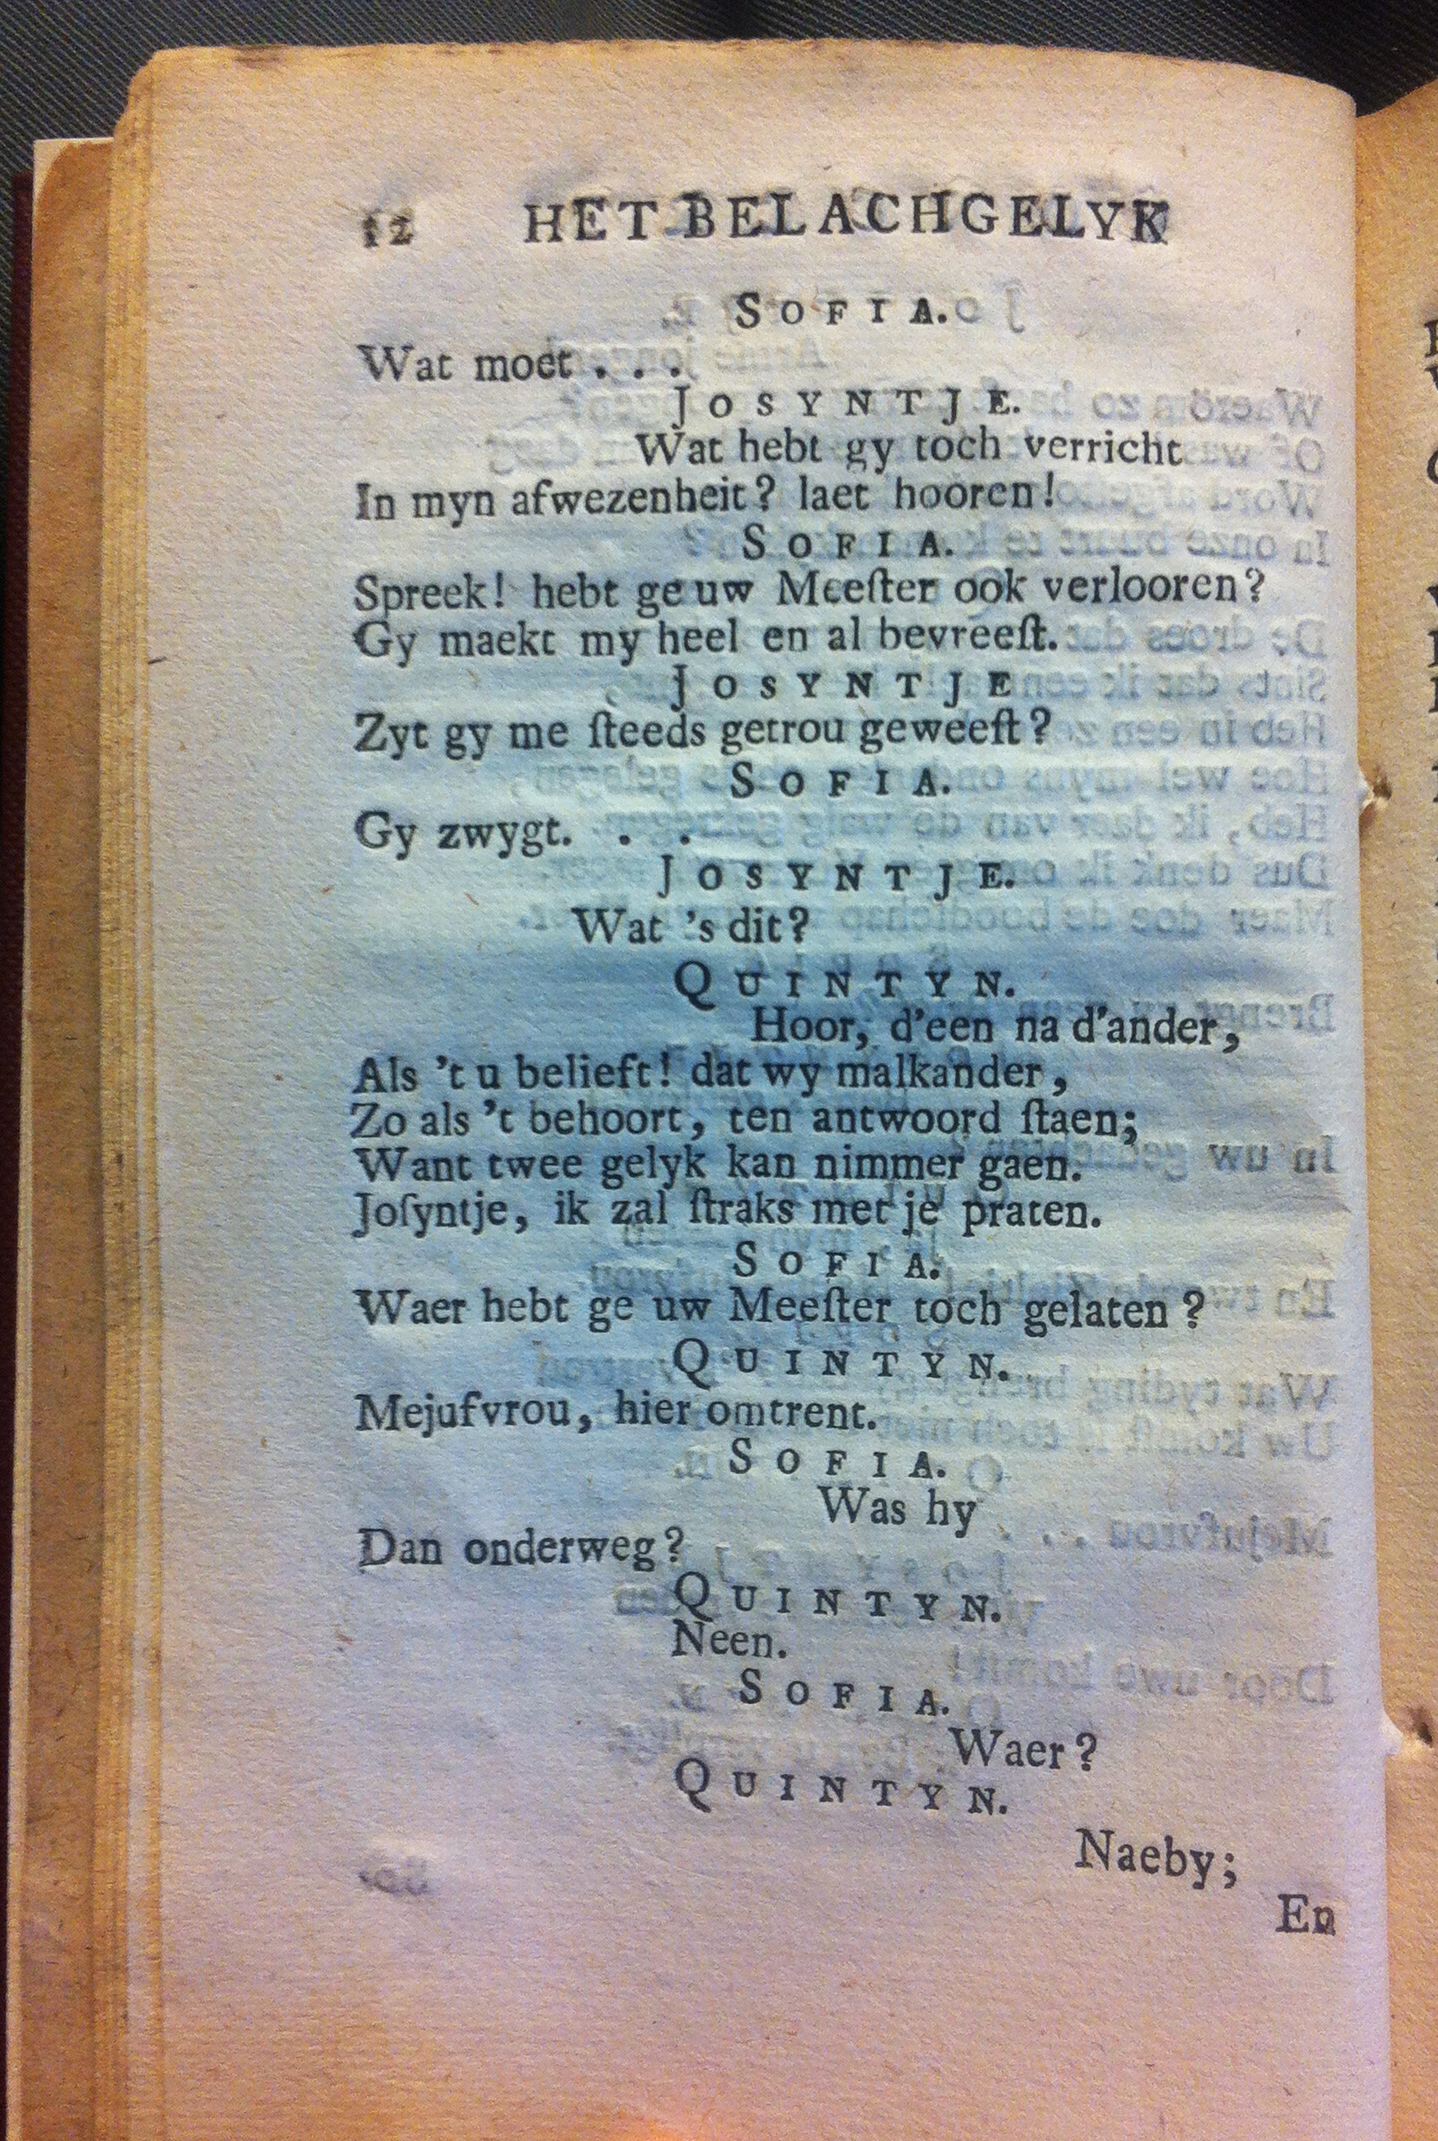 12 HET BELACHGELYK
SOFIA.
Wat moet . . .
JOSYNTJE.
Wat hebt gy toch verricht
In myn afwezenheit? laet hooren!
SOFIA.
Spreek! hebt ge uw Meeſter ook verlooren?
Gy maekt my heel en al bevreeſt.
JOSYNTJE
Zyt gy me ſteeds getrou geweeſt?
SOFIA.
Gy zwygt. . .
JOSYNTJE.
Wat 's dit?
QUINTYN.
Hoor, d'een na d'ander,
Als 't u belieft! dat wy malkander,
Zo als 't behoort, ten antwoord ſtaen;
Want twee gelyk kan nimmer gaen.
Joſyntje, ik zal ſtraks met je praten.
SOFIA.
Waer hebt ge uw Meeſter toch gelaten?
QUINTYN.
Mejufvrou, hier omtrent.
SOFIA.
Was hy
Dan onderweg?
QUINTYN.
Neen.
SOFIA.
Waer?
QUINTYN.
Naeby;
En